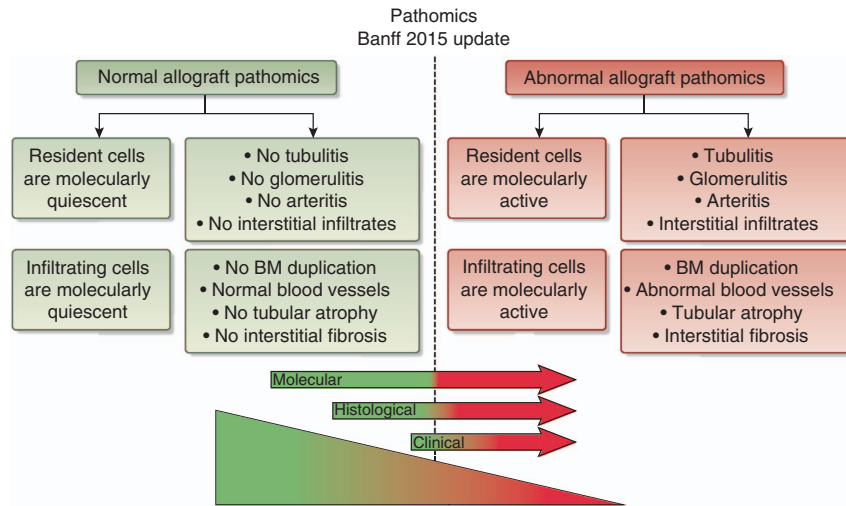 Pathomics
Banff 2015 update
Normal allograft pathomics
Abnormal allograft pathomics
Resident cells
are molecularly
quiescent
• No tubulitis
• No glomerulitis
• No arteritis
• No interstitial infiltrates
Resident cells
are molecularly
active
• Tubulitis
• Glomerulitis
• Arteritis
• Interstitial infiltrates
Infiltrating cells
are molecularly
quiescent
• No BM duplication
• Normal blood vessels
• No tubular atrophy
• No interstitial fibrosis
Infiltrating cells
are molecularly
active
• BM duplication
• Abnormal blood vessels
• Tubular atrophy
• Interstitial fibrosis
Molecular
Histological
Clinical